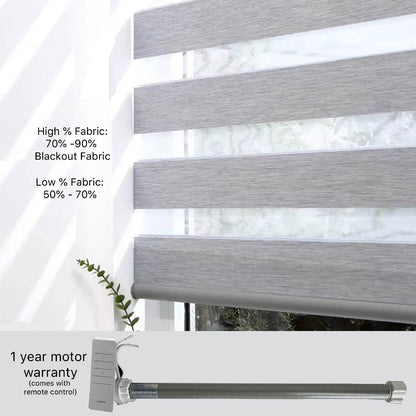 High % Fabric:
70% -90%
Blackout Fabric
Low % Fabric:
50% - 70%
1 year motor
warranty
(comes with
remote control)